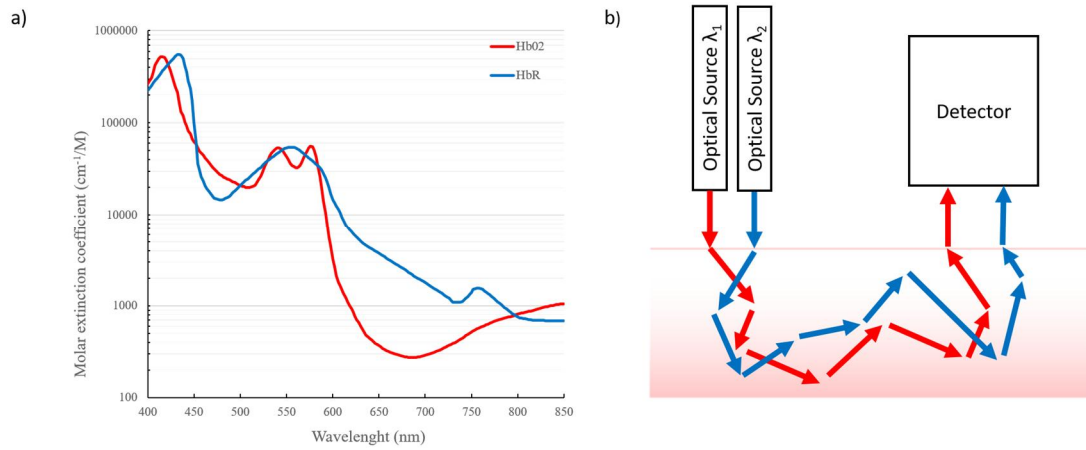 a)
1000000
100000
10000
1000
100
Molar extinction coefficient (cm⁻¹/M)
400 450 500 550 600 650 700 750 800 850
Wavelenght (nm)
Hb02
HbR
b)
Optical Source λ₁
Optical Source λ₂
Detector